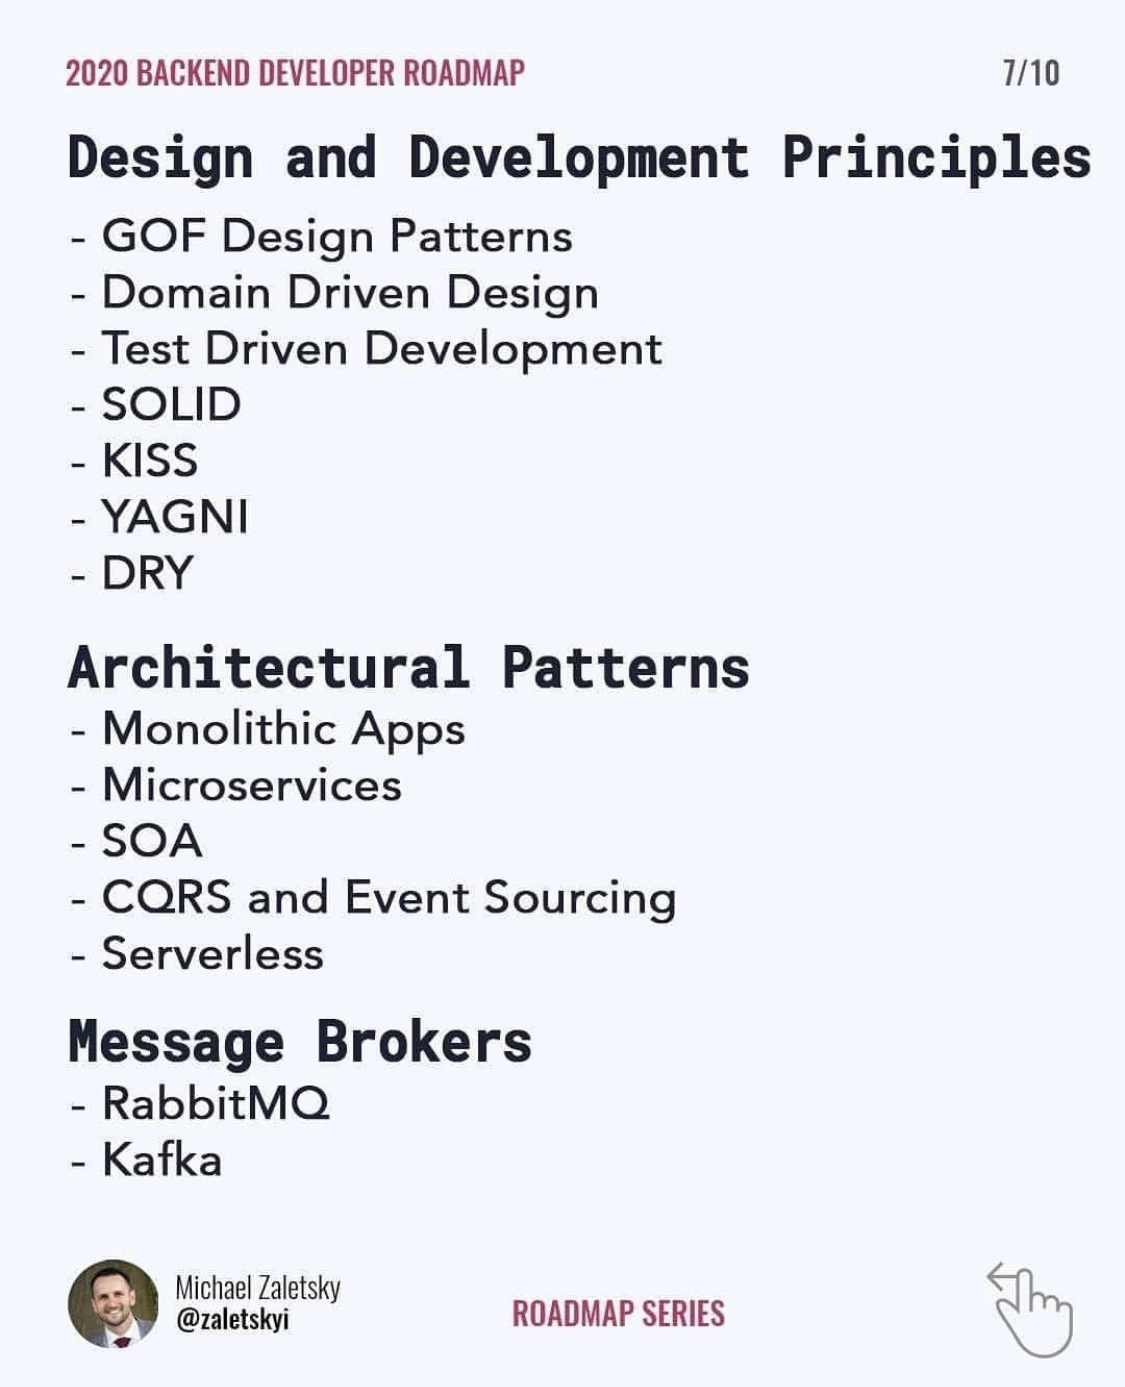 2020 BACKEND DEVELOPER ROADMAP
7/10
Design and Development Principles
- GOF Design Patterns
- Domain Driven Design
- Test Driven Development
- SOLID
- KISS
- YAGNI
- DRY
Architectural Patterns
- Monolithic Apps
- Microservices
- SOA
- CQRS and Event Sourcing
- Serverless
Message Brokers
- RabbitMQ
- Kafka
Michael Zaletsky
@zaletskyi
ROADMAP SERIES